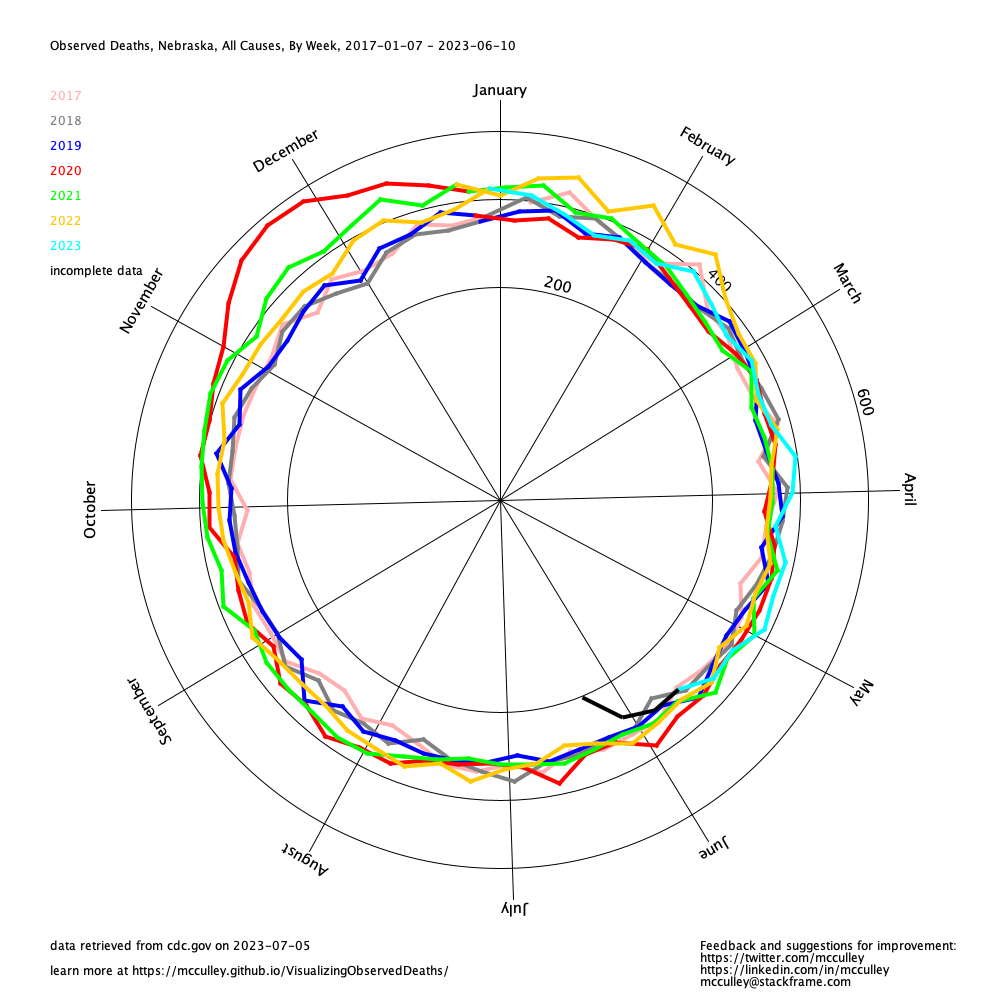 Observed Deaths, Nebraska, All Causes, By Week, 2017-01-07 - 2023-06-10
2017
2018
2019
2020
2021
2022
2023
incomplete data
January
February
March
April
May
June
July
August
September
October
November
December
200
400
600
data retrieved from cdc.gov on 2023-07-05
learn more at https://mcculley.github.io/VisualizingObservedDeaths/
Feedback and suggestions for improvement:
https://twitter.com/mcculley
https://linkedin.com/in/mcculley
mcculley@stackframe.com